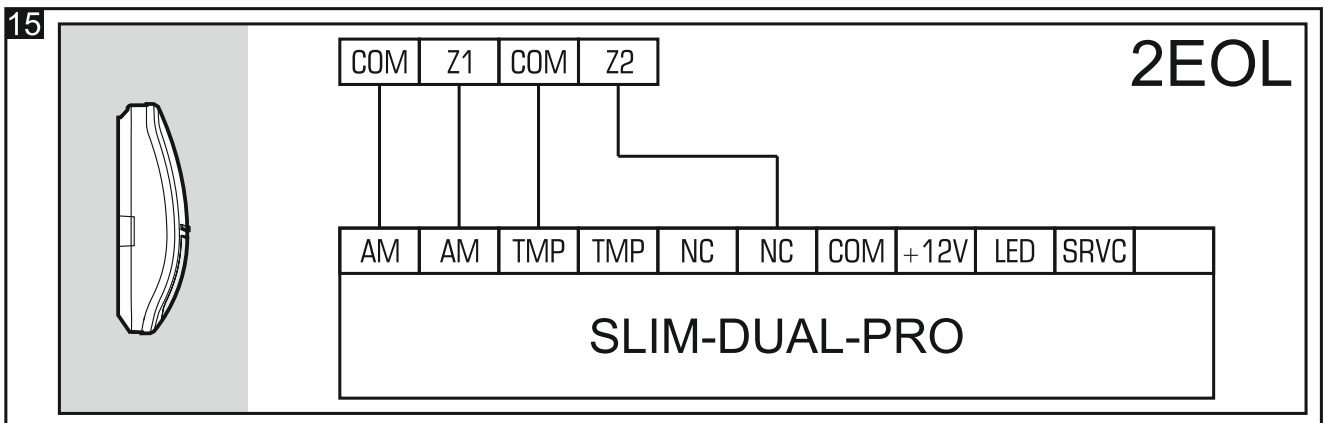 15
2EOL
COM Z1 COM Z2
AM AM TMP TMP NC NC COM +12V LED SRVC
SLIM-DUAL-PRO